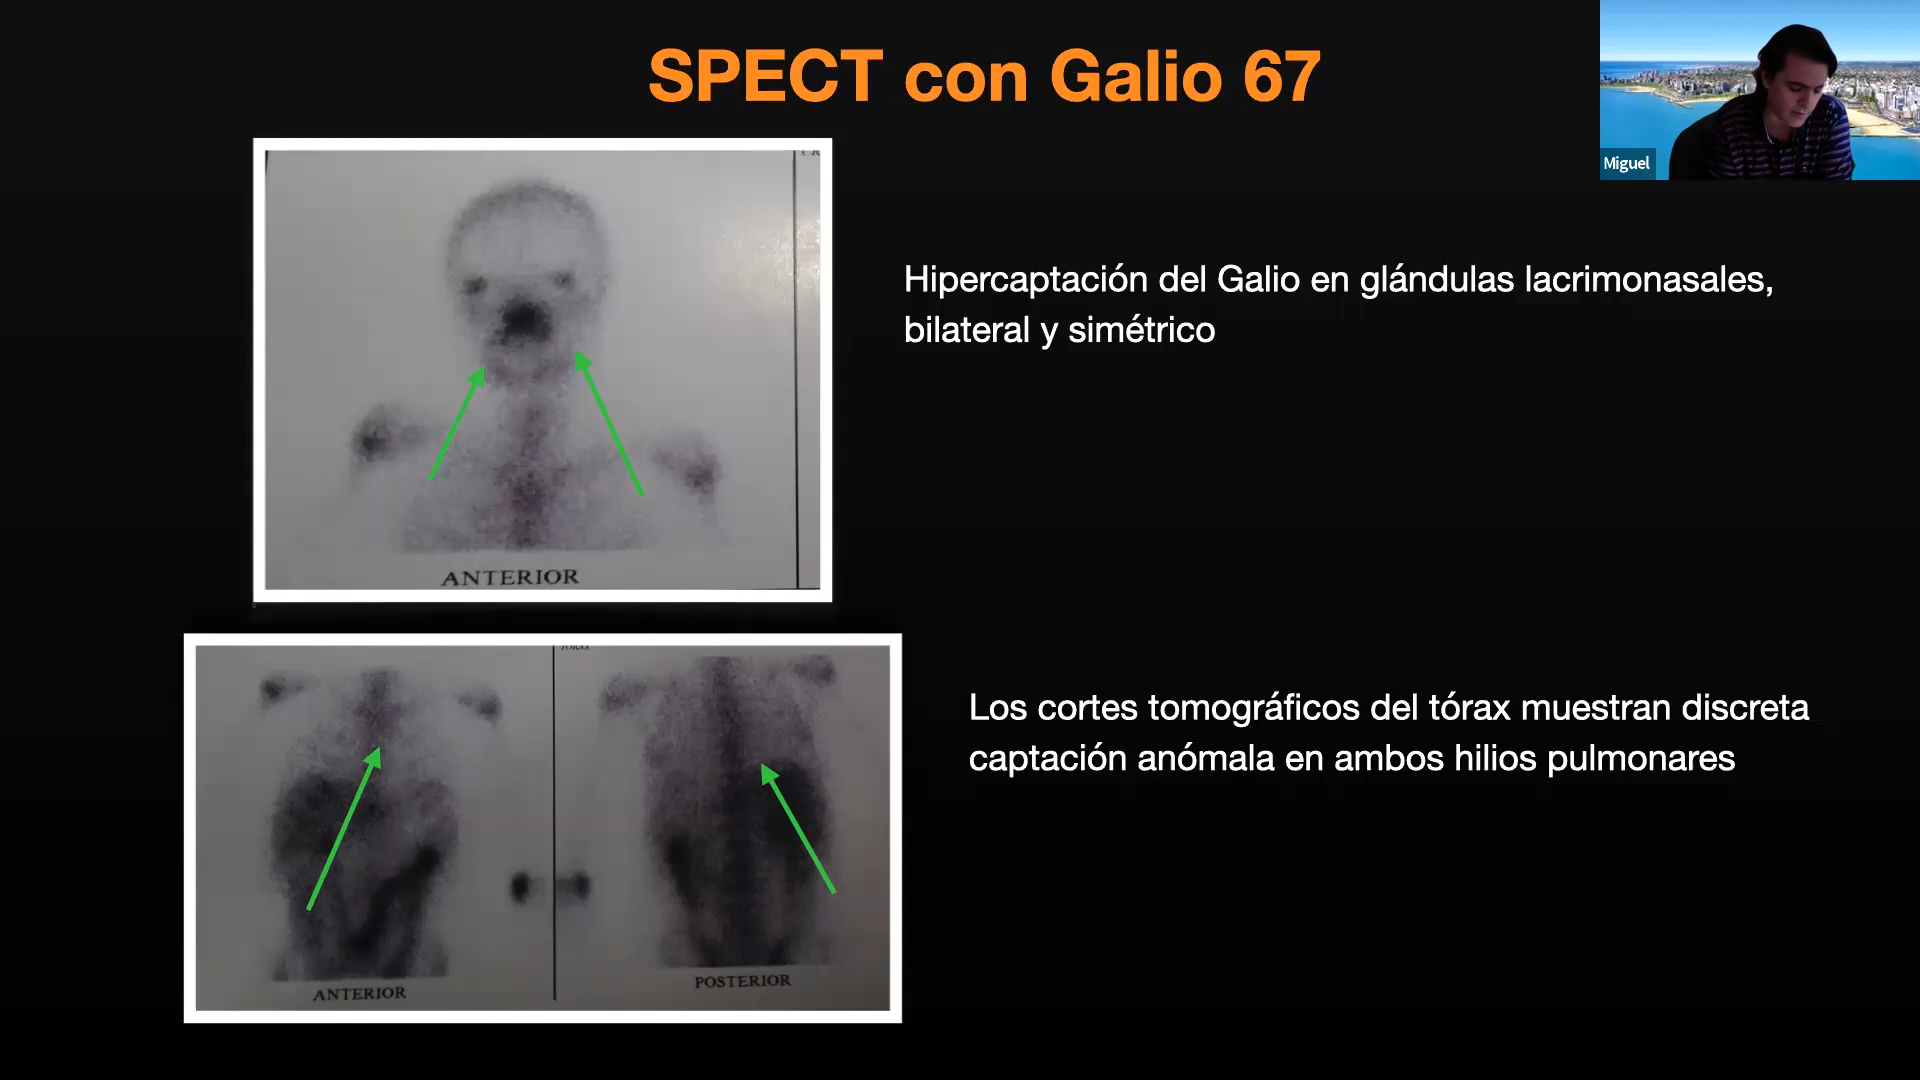 SPECT con Galio 67
Miguel
Hipercaptación del Galio en glándulas lacrimonasales,
bilateral y simétrico
ANTERIOR
Los cortes tomográficos del tórax muestran discreta
captación anómala en ambos hilios pulmonares
ANTERIOR
POSTERIOR